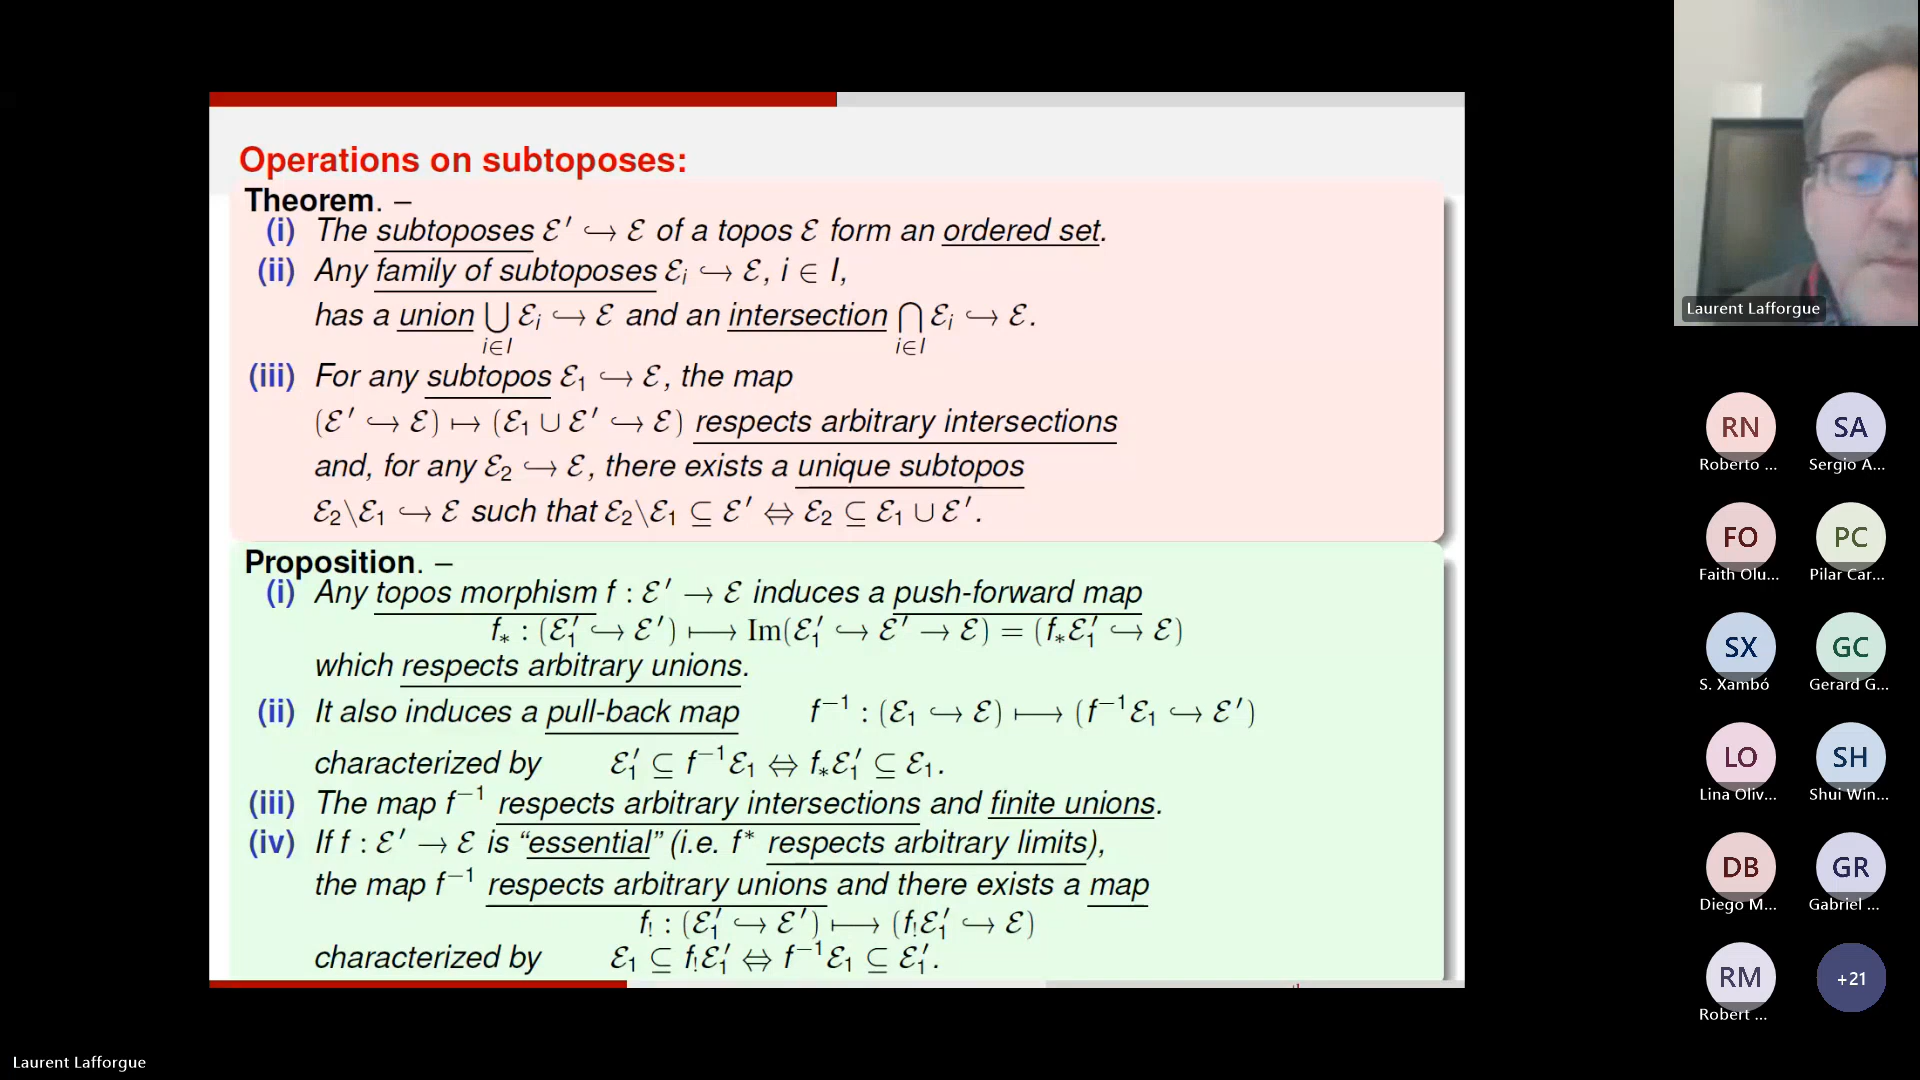 Operations on subtoposes:
Theorem. –
(i) The subtoposes ℰ′ ↪ ℰ of a topos ℰ form an ordered set.
(ii) Any family of subtoposes ℰᵢ ↪ ℰ, i ∈ I,
has a union ⋃ ℰᵢ ↪ ℰ and an intersection ⋂ ℰᵢ ↪ ℰ.
i∈I i∈I
(iii) For any subtopos ℰ₁ ↪ ℰ, the map
(ℰ′ ↪ ℰ) ↦ (ℰ₁ ∪ ℰ′ ↪ ℰ) respects arbitrary intersections
and, for any ℰ₂ ↪ ℰ, there exists a unique subtopos
ℰ₂\ℰ₁ ↪ ℰ such that ℰ₂\ℰ₁ ⊆ ℰ′ ⇔ ℰ₂ ⊆ ℰ₁ ∪ ℰ′.
Proposition. –
(i) Any topos morphism f : ℰ′ → ℰ induces a push-forward map
f∗ : (ℰ′₁ ↪ ℰ′) ⟼ Im(ℰ′₁ ↪ ℰ′ → ℰ) = (f∗ℰ′₁ ↪ ℰ)
which respects arbitrary unions.
(ii) It also induces a pull-back map f⁻¹ : (ℰ₁ ↪ ℰ) ⟼ (f⁻¹ℰ₁ ↪ ℰ′)
characterized by ℰ′₁ ⊆ f⁻¹ℰ₁ ⇔ f∗ℰ′₁ ⊆ ℰ₁.
(iii) The map f⁻¹ respects arbitrary intersections and finite unions.
(iv) If f : ℰ′ → ℰ is “essential” (i.e. f* respects arbitrary limits),
the map f⁻¹ respects arbitrary unions and there exists a map
f! : (ℰ′₁ ↪ ℰ′) ⟼ (f!ℰ′₁ ↪ ℰ)
characterized by ℰ₁ ⊆ f!ℰ′₁ ⇔ f⁻¹ℰ₁ ⊆ ℰ′₁.
Laurent Lafforgue
RN SA
Roberto ... Sergio A...
FO PC
Faith Olu... Pilar Car...
SX GC
S. Xambó Gerard G...
LO SH
Lina Oliv... Shui Win...
DB GR
Diego M... Gabriel ...
RM +21
Robert ...
Laurent Lafforgue